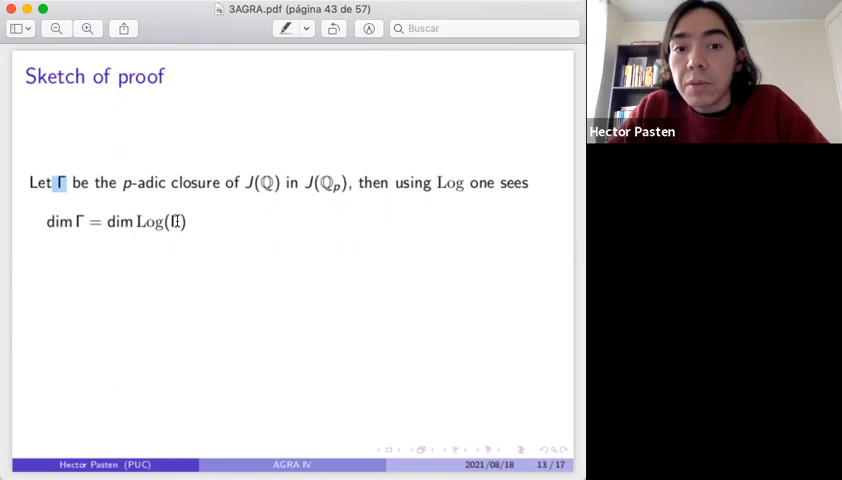 3AGRA.pdf (página 43 de 57)
Buscar
Sketch of proof
Let Γ be the p-adic closure of J(ℚ) in J(ℚₚ), then using Log one sees
dim Γ = dim Log(Γ)
Hector Pasten (PUC)
AGRA IV
2021/08/18
13 / 17
Hector Pasten